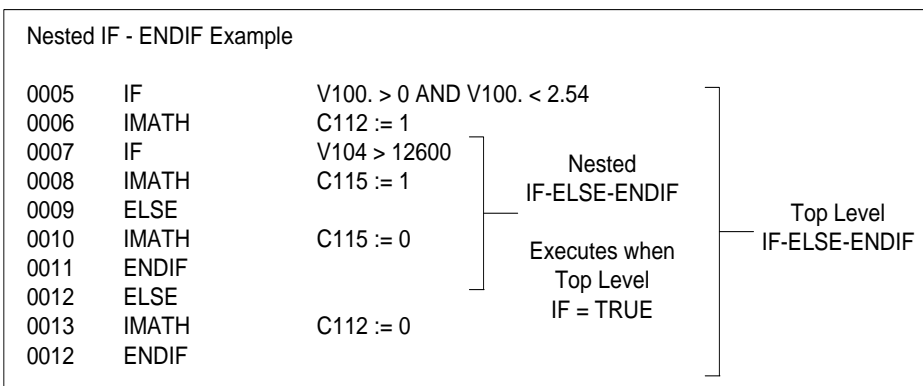 Nested IF - ENDIF Example
0005 IF V100. > 0 AND V100. < 2.54
0006 IMATH C112 := 1
0007 IF V104 > 12600
0008 IMATH C115 := 1
0009 ELSE
0010 IMATH C115 := 0
0011 ENDIF
0012 ELSE
0013 IMATH C112 := 0
0012 ENDIF
Nested
IF-ELSE-ENDIF
Executes when
Top Level
IF = TRUE
Top Level
IF-ELSE-ENDIF